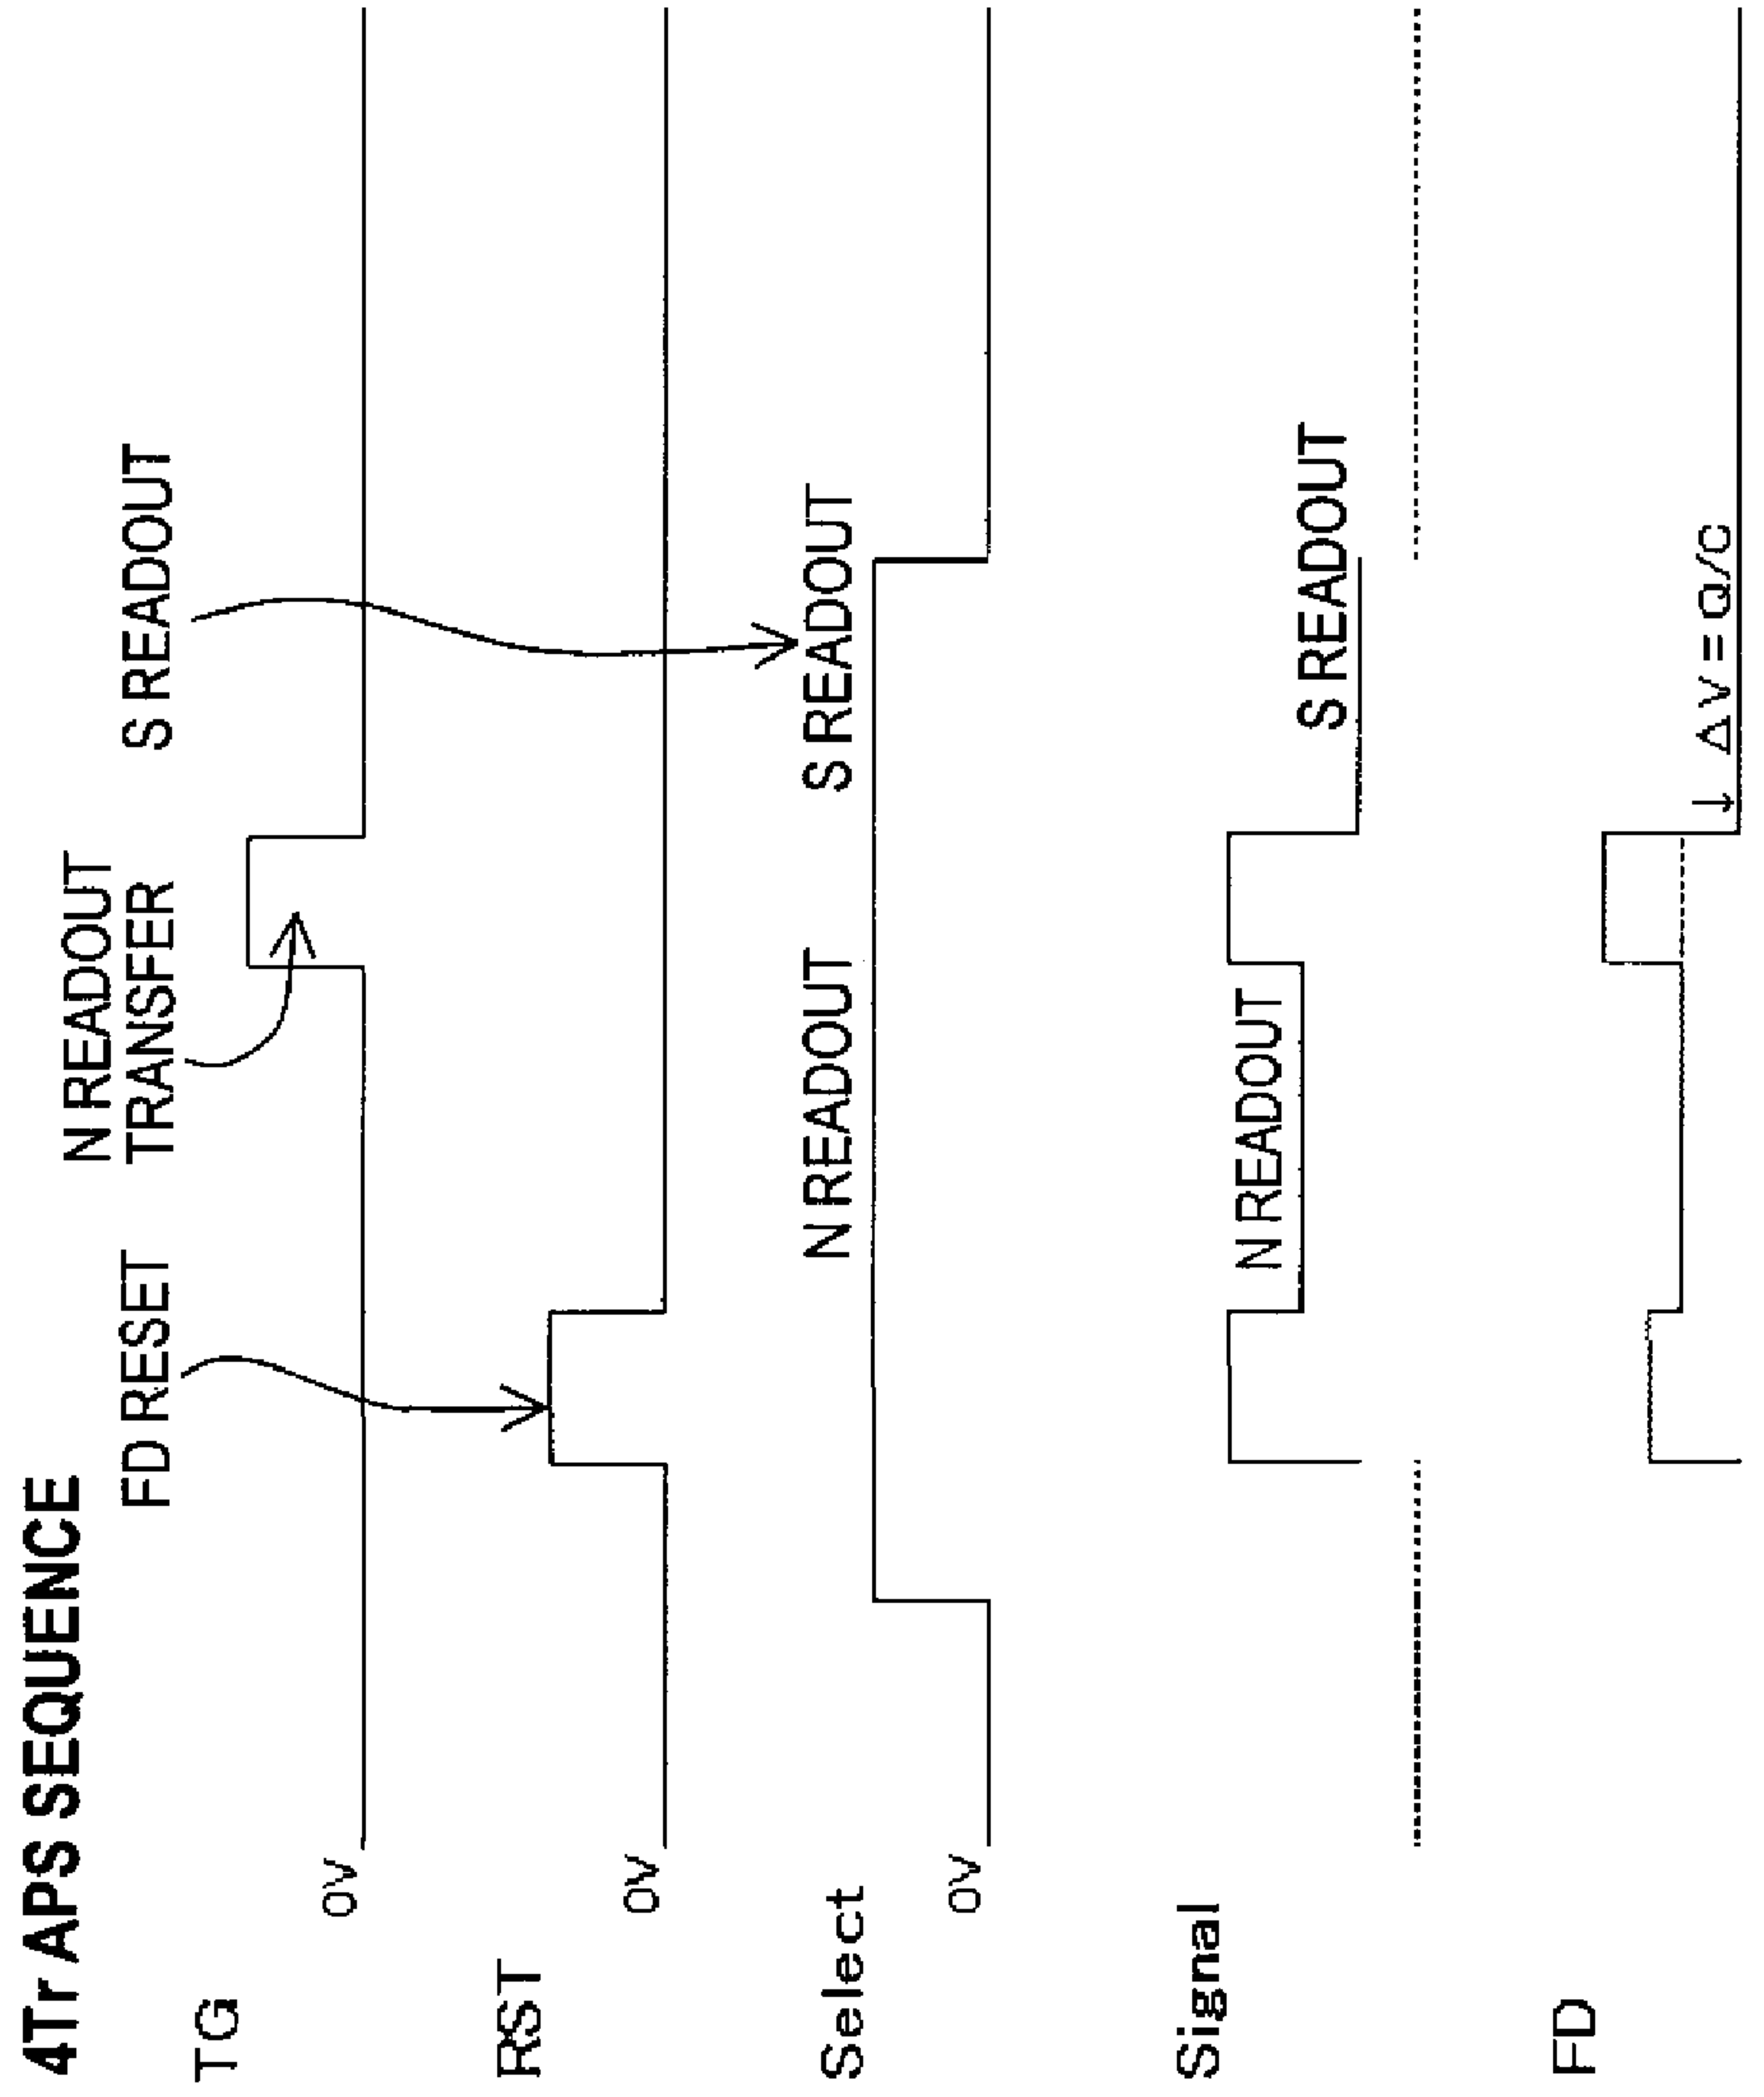 4Tr APS SEQUENCE
FD RESET
N READOUT
TRANSFER
S READOUT
TG
0V
RST
0V
N READOUT
S READOUT
Select
0V
Signal
N READOUT
S READOUT
FD
↓ ΔV = Q/C